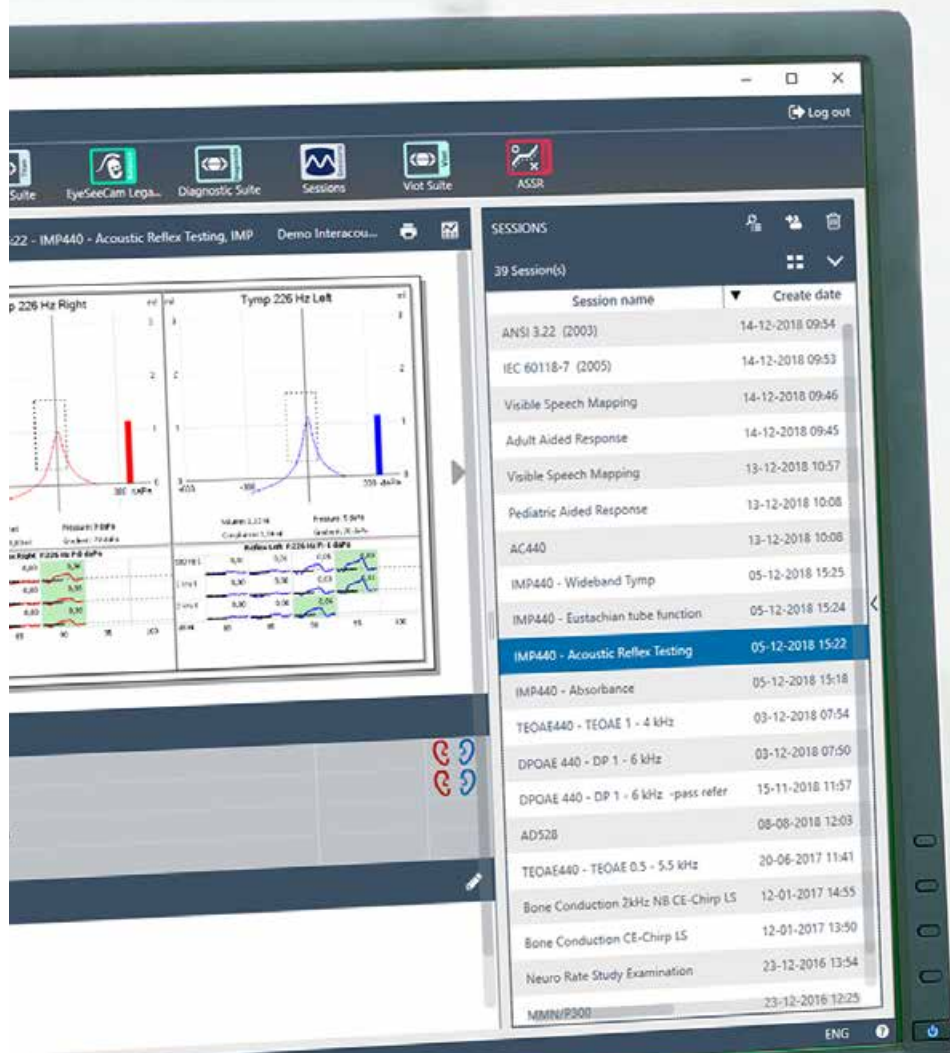 Log out
Suite
EyeSeeCam Lega...
Diagnostic Suite
Sessions
Viot Suite
ASSR
:22 - IMP440 - Acoustic Reflex Testing, IMP
Demo Interacou...
SESSIONS
39 Session(s)
Session name Create date
ANSI 3.22 (2003) 14-12-2018 09:54
IEC 60118-7 (2005) 14-12-2018 09:53
Visible Speech Mapping 14-12-2018 09:46
Adult Aided Response 14-12-2018 09:45
Visible Speech Mapping 13-12-2018 10:57
Pediatric Aided Response 13-12-2018 10:08
AC440 13-12-2018 10:08
IMP440 - Wideband Tymp 05-12-2018 15:25
IMP440 - Eustachian tube function 05-12-2018 15:24
IMP440 - Acoustic Reflex Testing 05-12-2018 15:22
IMP440 - Absorbance 05-12-2018 15:18
TEOAE440 - TEOAE 1 - 4 kHz 03-12-2018 07:54
DPOAE 440 - DP 1 - 6 kHz 03-12-2018 07:50
DPOAE 440 - DP 1 - 6 kHz -pass refer 15-11-2018 11:57
AD528 08-08-2018 12:03
TEOAE440 - TEOAE 0.5 - 5.5 kHz 20-06-2017 11:41
Bone Conduction 2kHz NB CE-Chirp LS 12-01-2017 14:55
Bone Conduction CE-Chirp LS 12-01-2017 13:50
Neuro Rate Study Examination 23-12-2016 13:54
MMN/P300 23-12-2016 12:25
p 226 Hz Right
Tymp 226 Hz Left
ENG